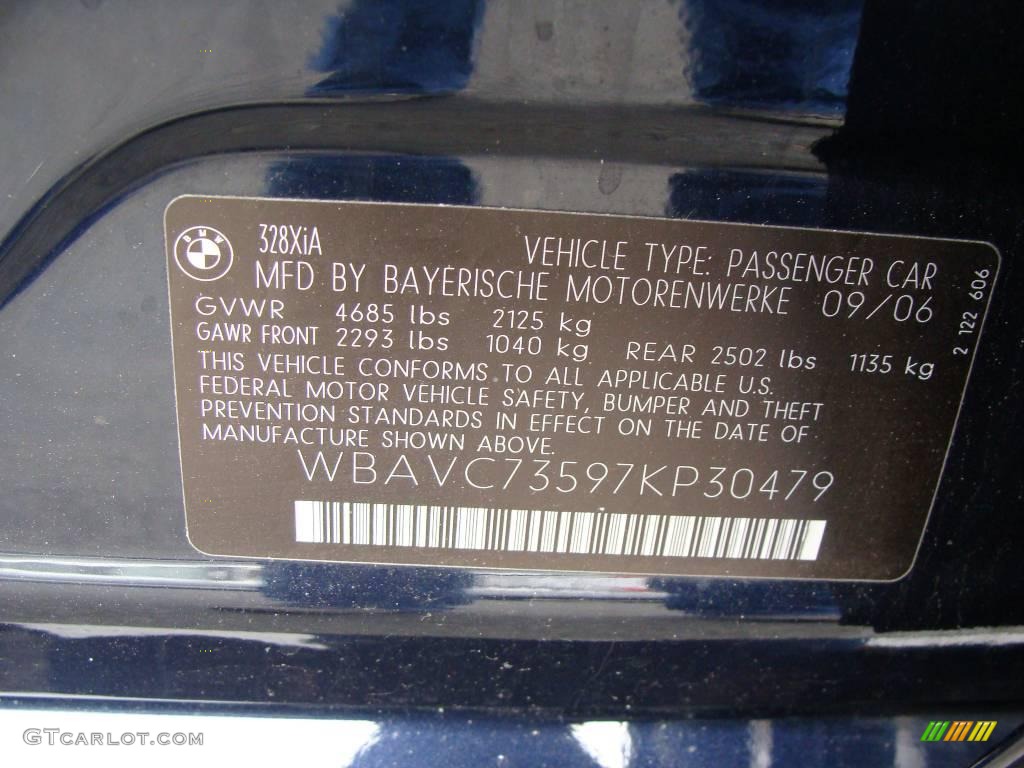 BMW
328XiA
VEHICLE TYPE: PASSENGER CAR
MFD BY BAYERISCHE MOTORENWERKE 09/06
GVWR 4685 lbs 2125 kg
GAWR FRONT 2293 lbs 1040 kg REAR 2502 lbs 1135 kg
THIS VEHICLE CONFORMS TO ALL APPLICABLE U.S.
FEDERAL MOTOR VEHICLE SAFETY, BUMPER AND THEFT
PREVENTION STANDARDS IN EFFECT ON THE DATE OF
MANUFACTURE SHOWN ABOVE.
WBAVC73597KP30479
2 122 606
GTCARLOT.COM